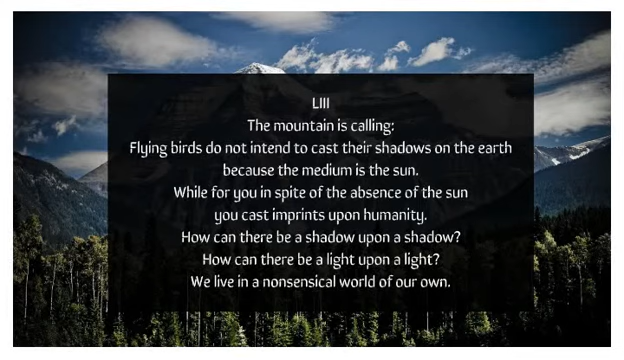 LIII
The mountain is calling:
Flying birds do not intend to cast their shadows on the earth
because the medium is the sun.
While for you in spite of the absence of the sun
you cast imprints upon humanity.
How can there be a shadow upon a shadow?
How can there be a light upon a light?
We live in a nonsensical world of our own.